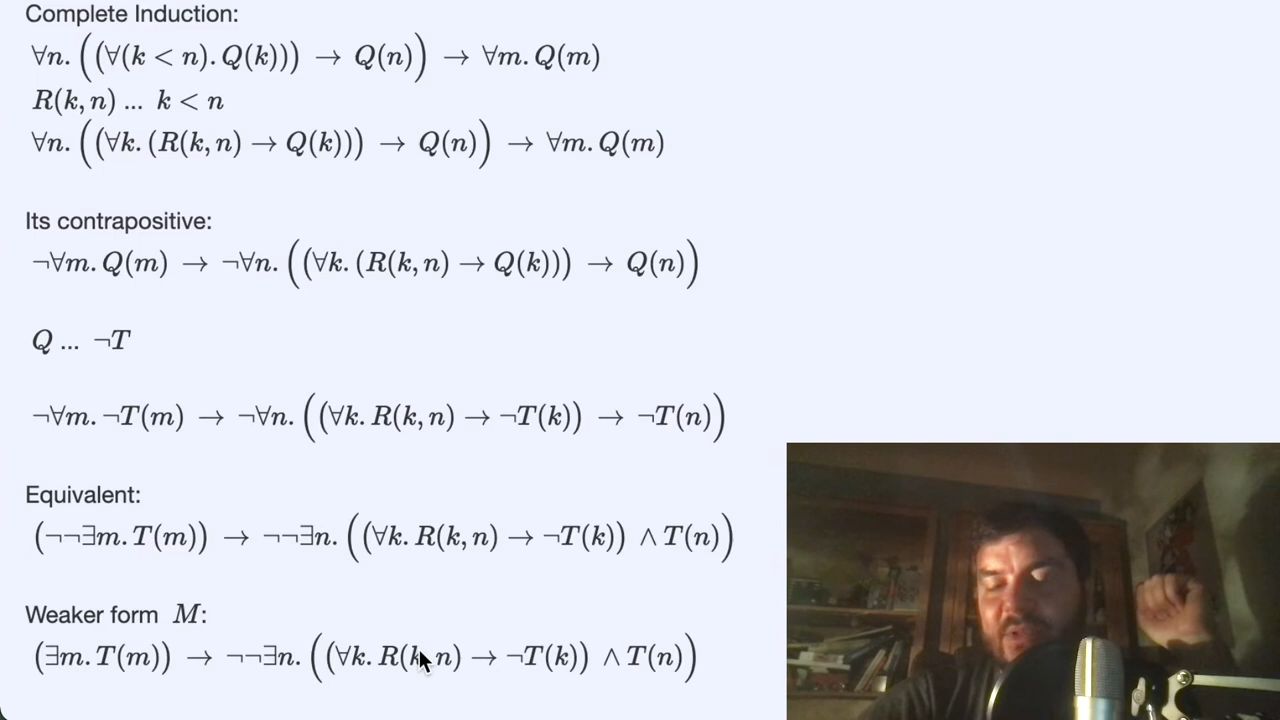 Complete Induction:
∀n. ((∀(k < n). Q(k))) → Q(n)) → ∀m. Q(m)
R(k, n) ... k < n
∀n. ((∀k. (R(k, n) → Q(k))) → Q(n)) → ∀m. Q(m)
Its contrapositive:
¬∀m. Q(m) → ¬∀n. ((∀k. (R(k, n) → Q(k))) → Q(n))
Q ... ¬T
¬∀m. ¬T(m) → ¬∀n. ((∀k. R(k, n) → ¬T(k)) → ¬T(n))
Equivalent:
(¬¬∃m. T(m)) → ¬¬∃n. ((∀k. R(k, n) → ¬T(k)) ∧ T(n))
Weaker form M:
(∃m. T(m)) → ¬¬∃n. ((∀k. R(k, n) → ¬T(k)) ∧ T(n))